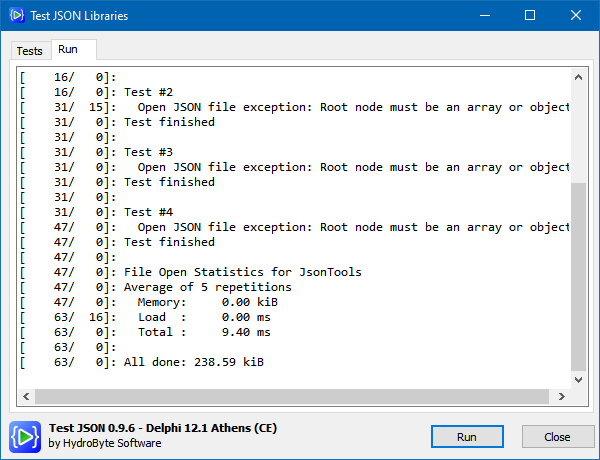 Test JSON Libraries
Tests Run
[    16/   0]:
[    16/   0]: Test #2
[    31/  15]:   Open JSON file exception: Root node must be an array or object
[    31/   0]: Test finished
[    31/   0]:
[    31/   0]: Test #3
[    31/   0]:   Open JSON file exception: Root node must be an array or object
[    31/   0]: Test finished
[    31/   0]:
[    31/   0]: Test #4
[    47/   0]:   Open JSON file exception: Root node must be an array or object
[    47/   0]: Test finished
[    47/   0]:
[    47/   0]: File Open Statistics for JsonTools
[    47/   0]: Average of 5 repetitions
[    47/   0]:   Memory:     0.00 kiB
[    63/  16]:   Load  :     0.00 ms
[    63/   0]:   Total :     9.40 ms
[    63/   0]:
[    63/   0]: All done: 238.59 kiB
Test JSON 0.9.6 - Delphi 12.1 Athens (CE)
by HydroByte Software
Run Close